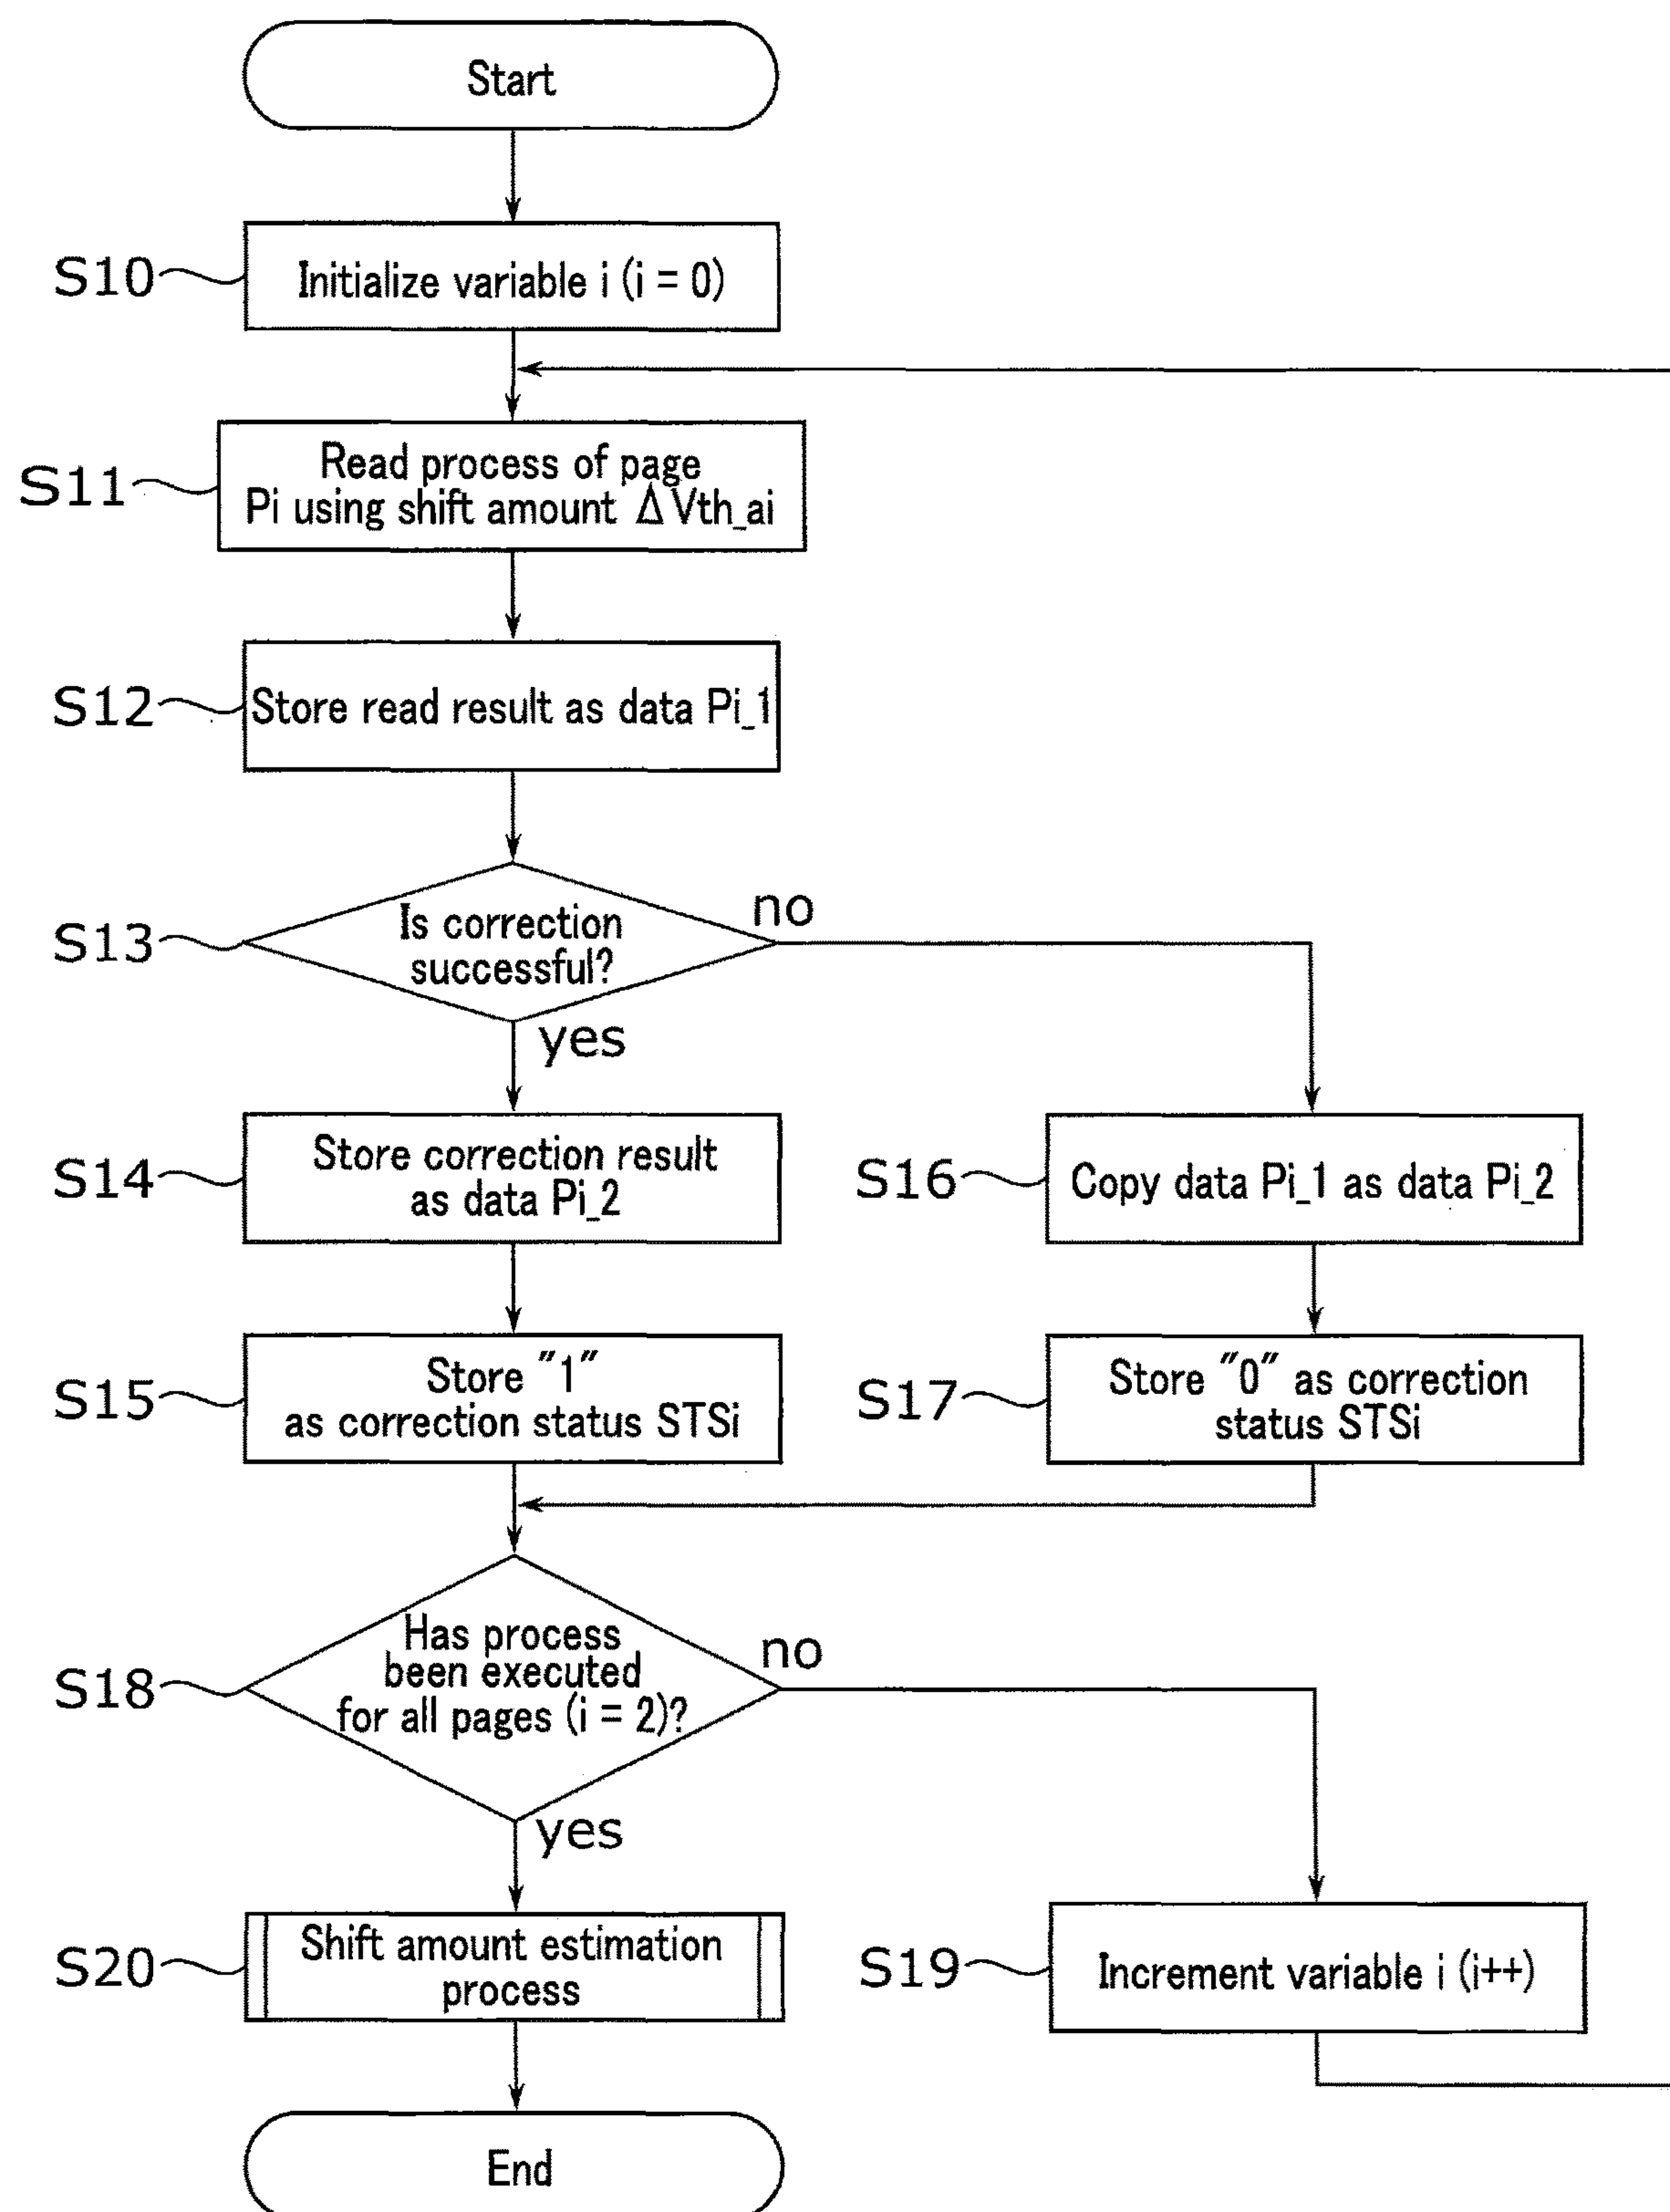 Start
S10
Initialize variable i (i = 0)
S11
Read process of page
Pi using shift amount ΔVth_ai
S12
Store read result as data Pi_1
S13
Is correction
successful?
no
yes
S14
Store correction result
as data Pi_2
S16
Copy data Pi_1 as data Pi_2
S15
Store "1"
as correction status STSi
S17
Store "0" as correction
status STSi
S18
Has process
been executed
for all pages (i = 2)?
no
yes
S20
Shift amount estimation
process
S19
Increment variable i (i++)
End